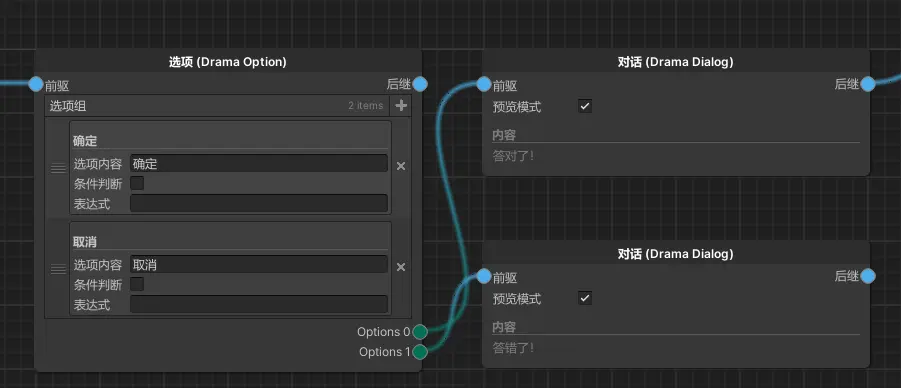 选项 (Drama Option)
前驱
后继
选项组
2 items
确定
选项内容 确定
条件判断
表达式
取消
选项内容 取消
条件判断
表达式
Options 0
Options 1
对话 (Drama Dialog)
前驱
后继
预览模式
内容
答对了!
对话 (Drama Dialog)
前驱
后继
预览模式
内容
答错了!